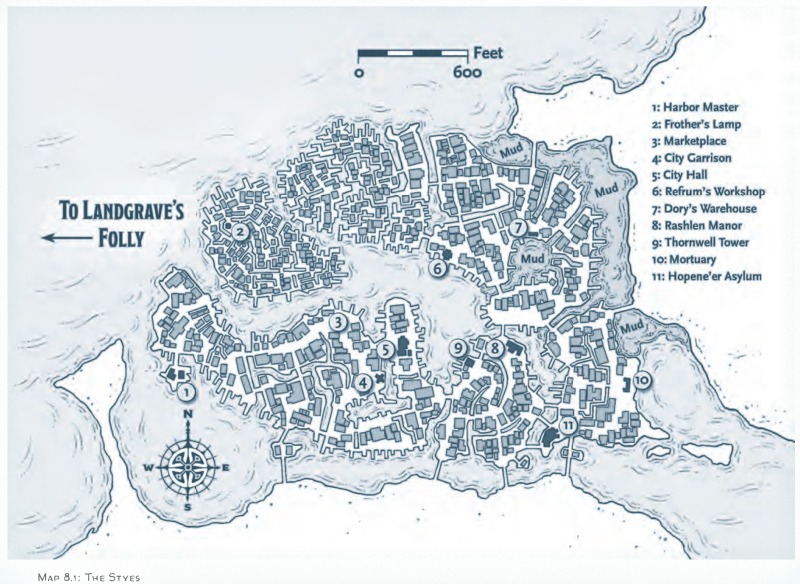 Feet
0 600
1: Harbor Master
2: Frother's Lamp
3: Marketplace
4: City Garrison
5: City Hall
6: Refrum's Workshop
7: Dory's Warehouse
8: Rashlen Manor
9: Thornwell Tower
10: Mortuary
11: Hopene'er Asylum
Mud
Mud
To Landgrave's
Folly
2
7
Mud
6
3
Mud
5
9
8
4
10
1
11
N
W E
S
Map 8.1: The Styes